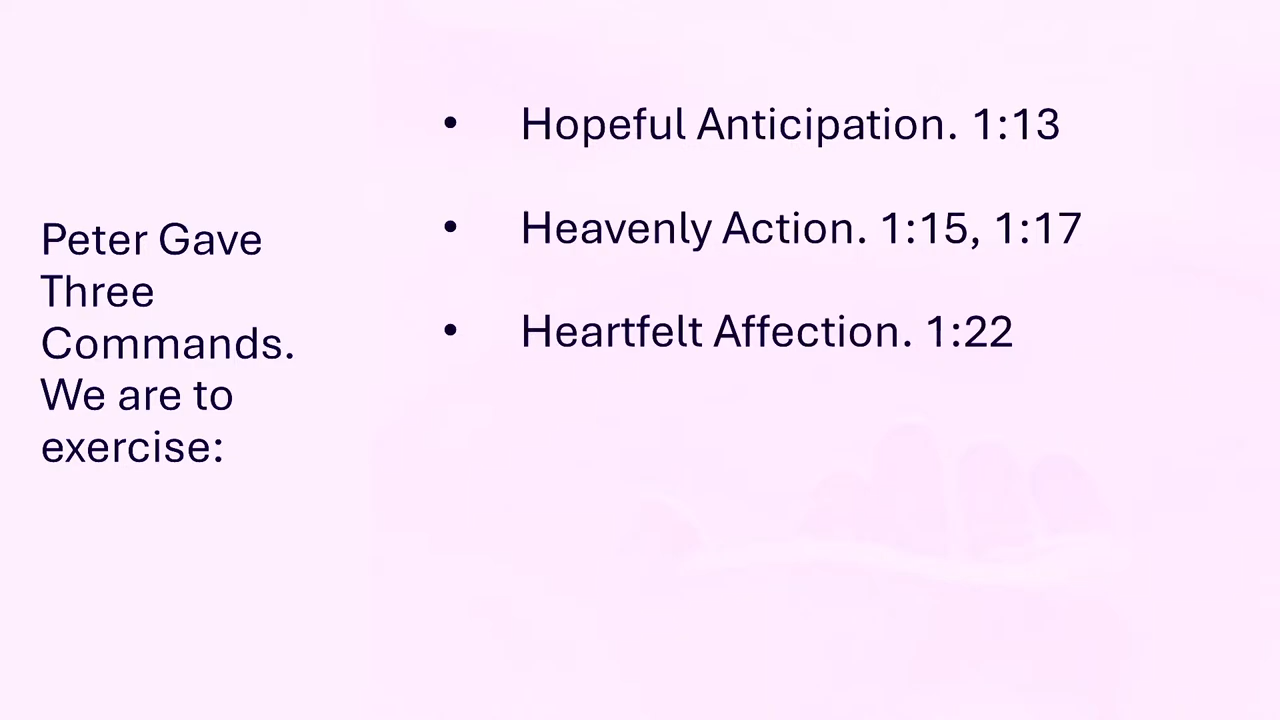 Peter Gave
Three
Commands.
We are to
exercise:
• Hopeful Anticipation. 1:13
• Heavenly Action. 1:15, 1:17
• Heartfelt Affection. 1:22